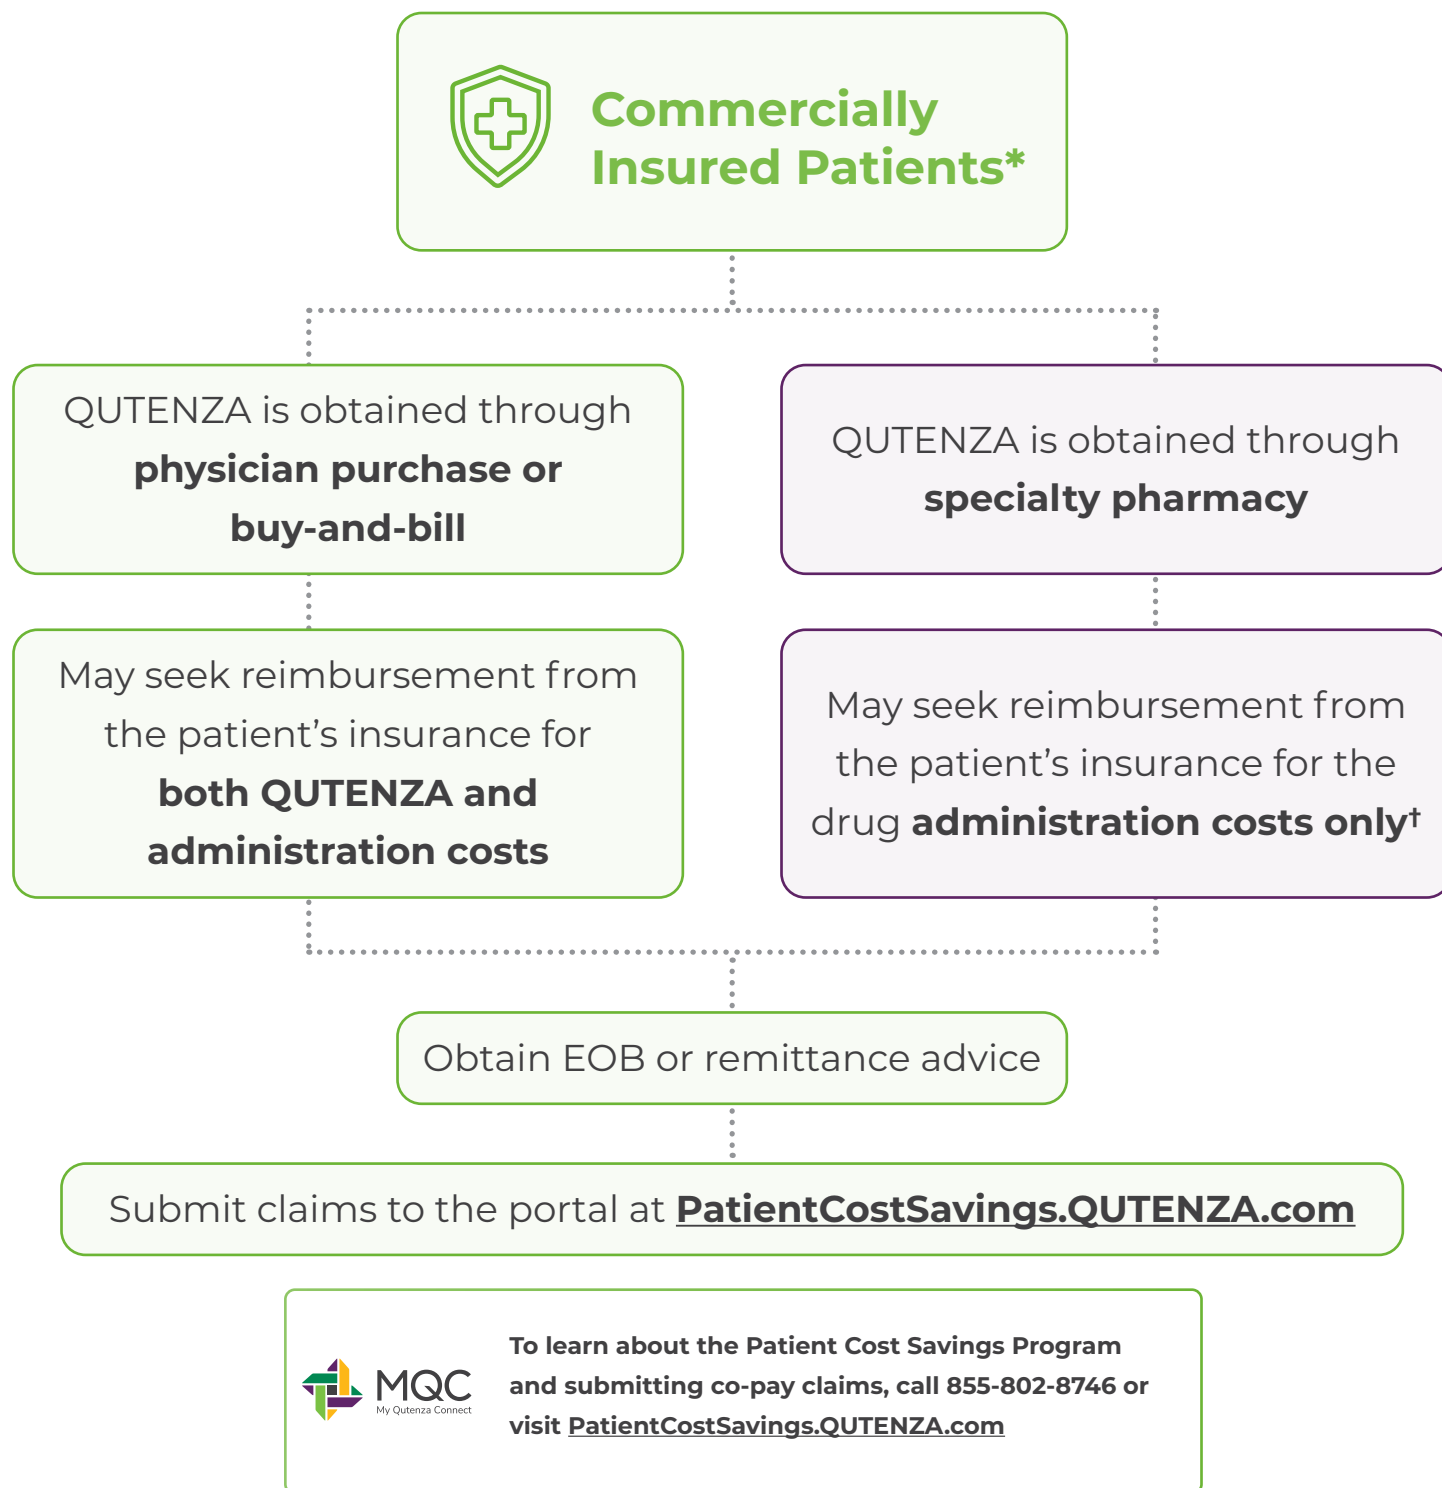 Commercially
Insured Patients*
QUTENZA is obtained through
physician purchase or
buy-and-bill
QUTENZA is obtained through
specialty pharmacy
May seek reimbursement from
the patient’s insurance for
both QUTENZA and
administration costs
May seek reimbursement from
the patient’s insurance for the
drug administration costs only†
Obtain EOB or remittance advice
Submit claims to the portal at PatientCostSavings.QUTENZA.com
MQC
My Qutenza Connect
To learn about the Patient Cost Savings Program
and submitting co-pay claims, call 855-802-8746 or
visit PatientCostSavings.QUTENZA.com